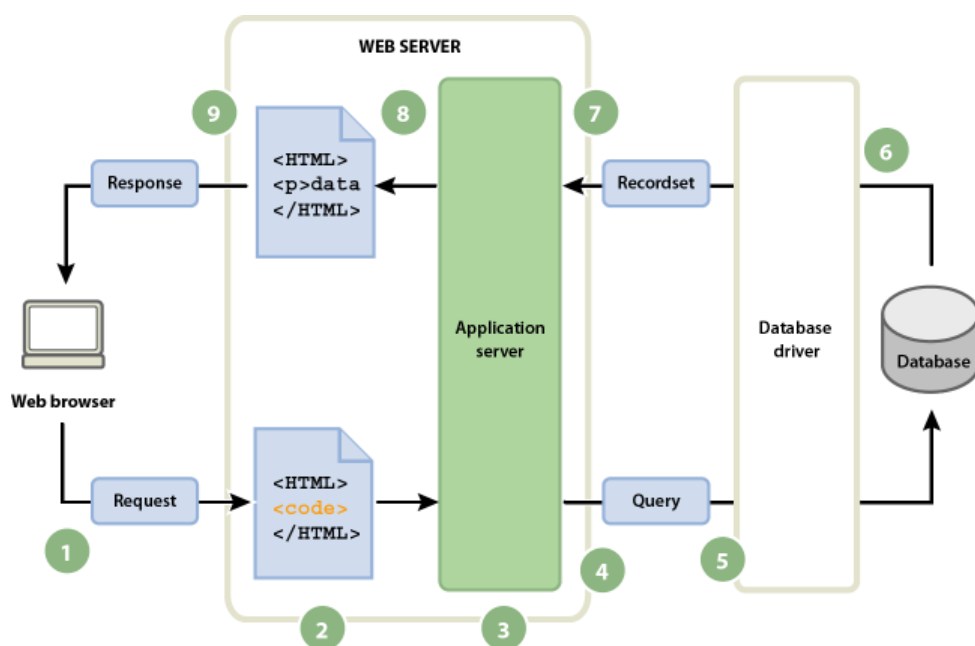 WEB SERVER
9
8
7
6
<HTML>
<p>data
</HTML>
Response
Recordset
Application
server
Database
driver
Database
Web browser
<HTML>
<code>
</HTML>
Request
Query
1
2
3
4
5